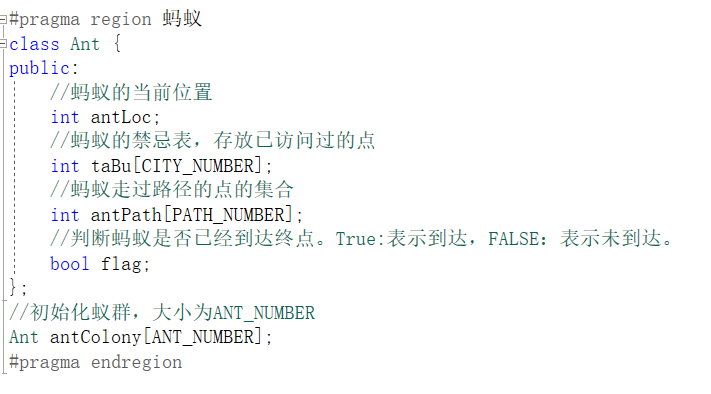 #pragma region 蚂蚁
class Ant {
public:
    //蚂蚁的当前位置
    int antLoc;
    //蚂蚁的禁忌表，存放已访问过的点
    int taBu[CITY_NUMBER];
    //蚂蚁走过路径的点的集合
    int antPath[PATH_NUMBER];
    //判断蚂蚁是否已经到达终点。True:表示到达，FALSE：表示未到达。
    bool flag;
};
//初始化蚁群，大小为ANT_NUMBER
Ant antColony[ANT_NUMBER];
#pragma endregion